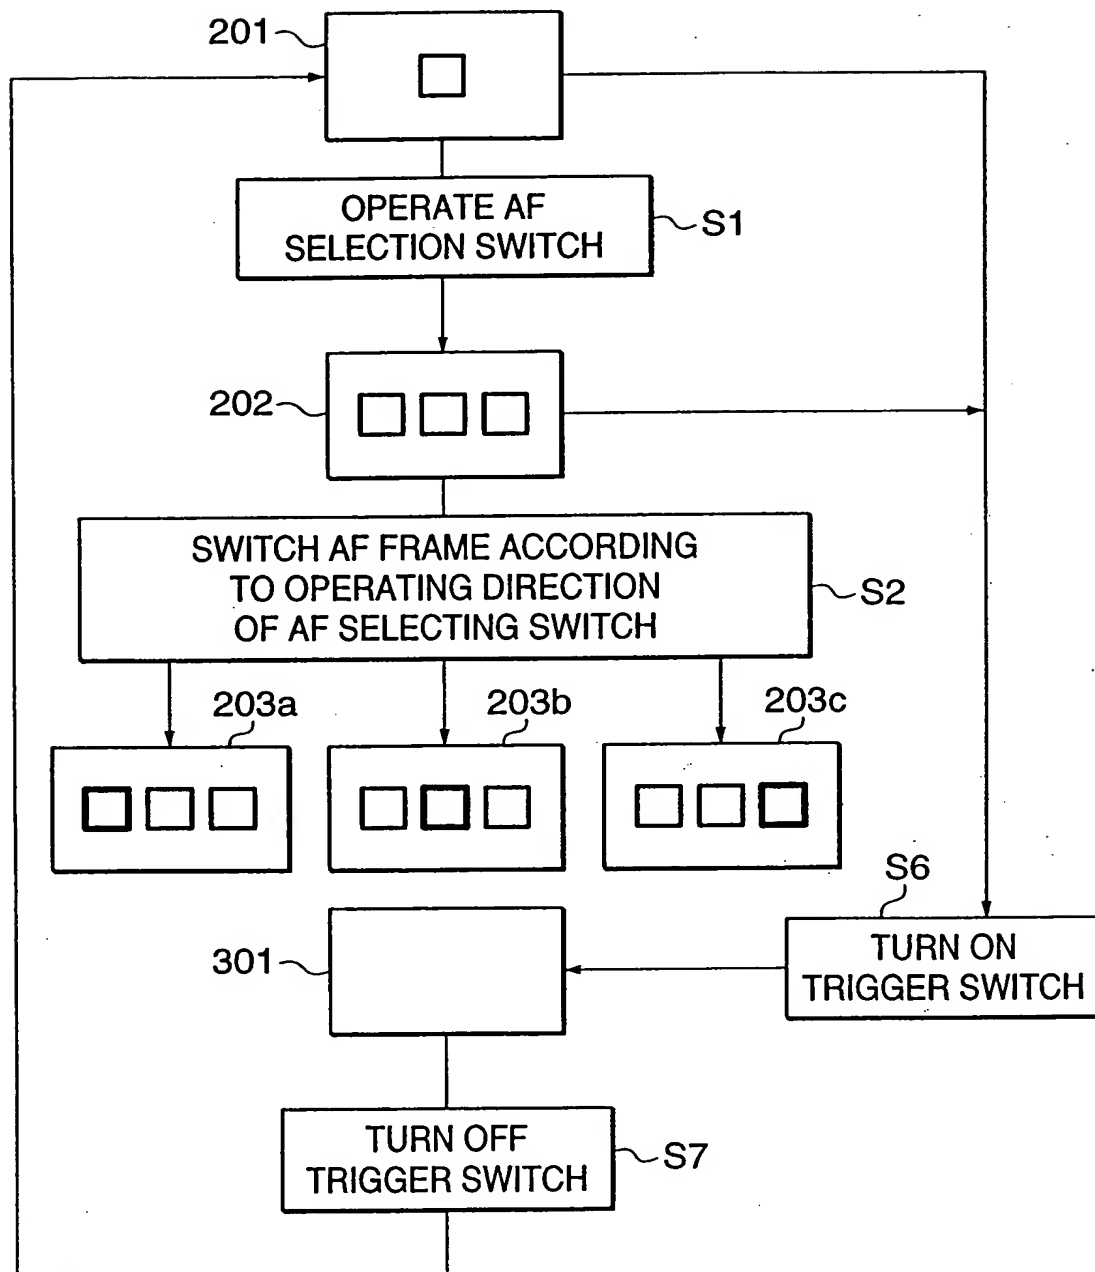 201
OPERATE AF
SELECTION SWITCH
S1
202
SWITCH AF FRAME ACCORDING
TO OPERATING DIRECTION
OF AF SELECTING SWITCH
S2
203a
203b
203c
S6
301
TURN ON
TRIGGER SWITCH
TURN OFF
TRIGGER SWITCH
S7